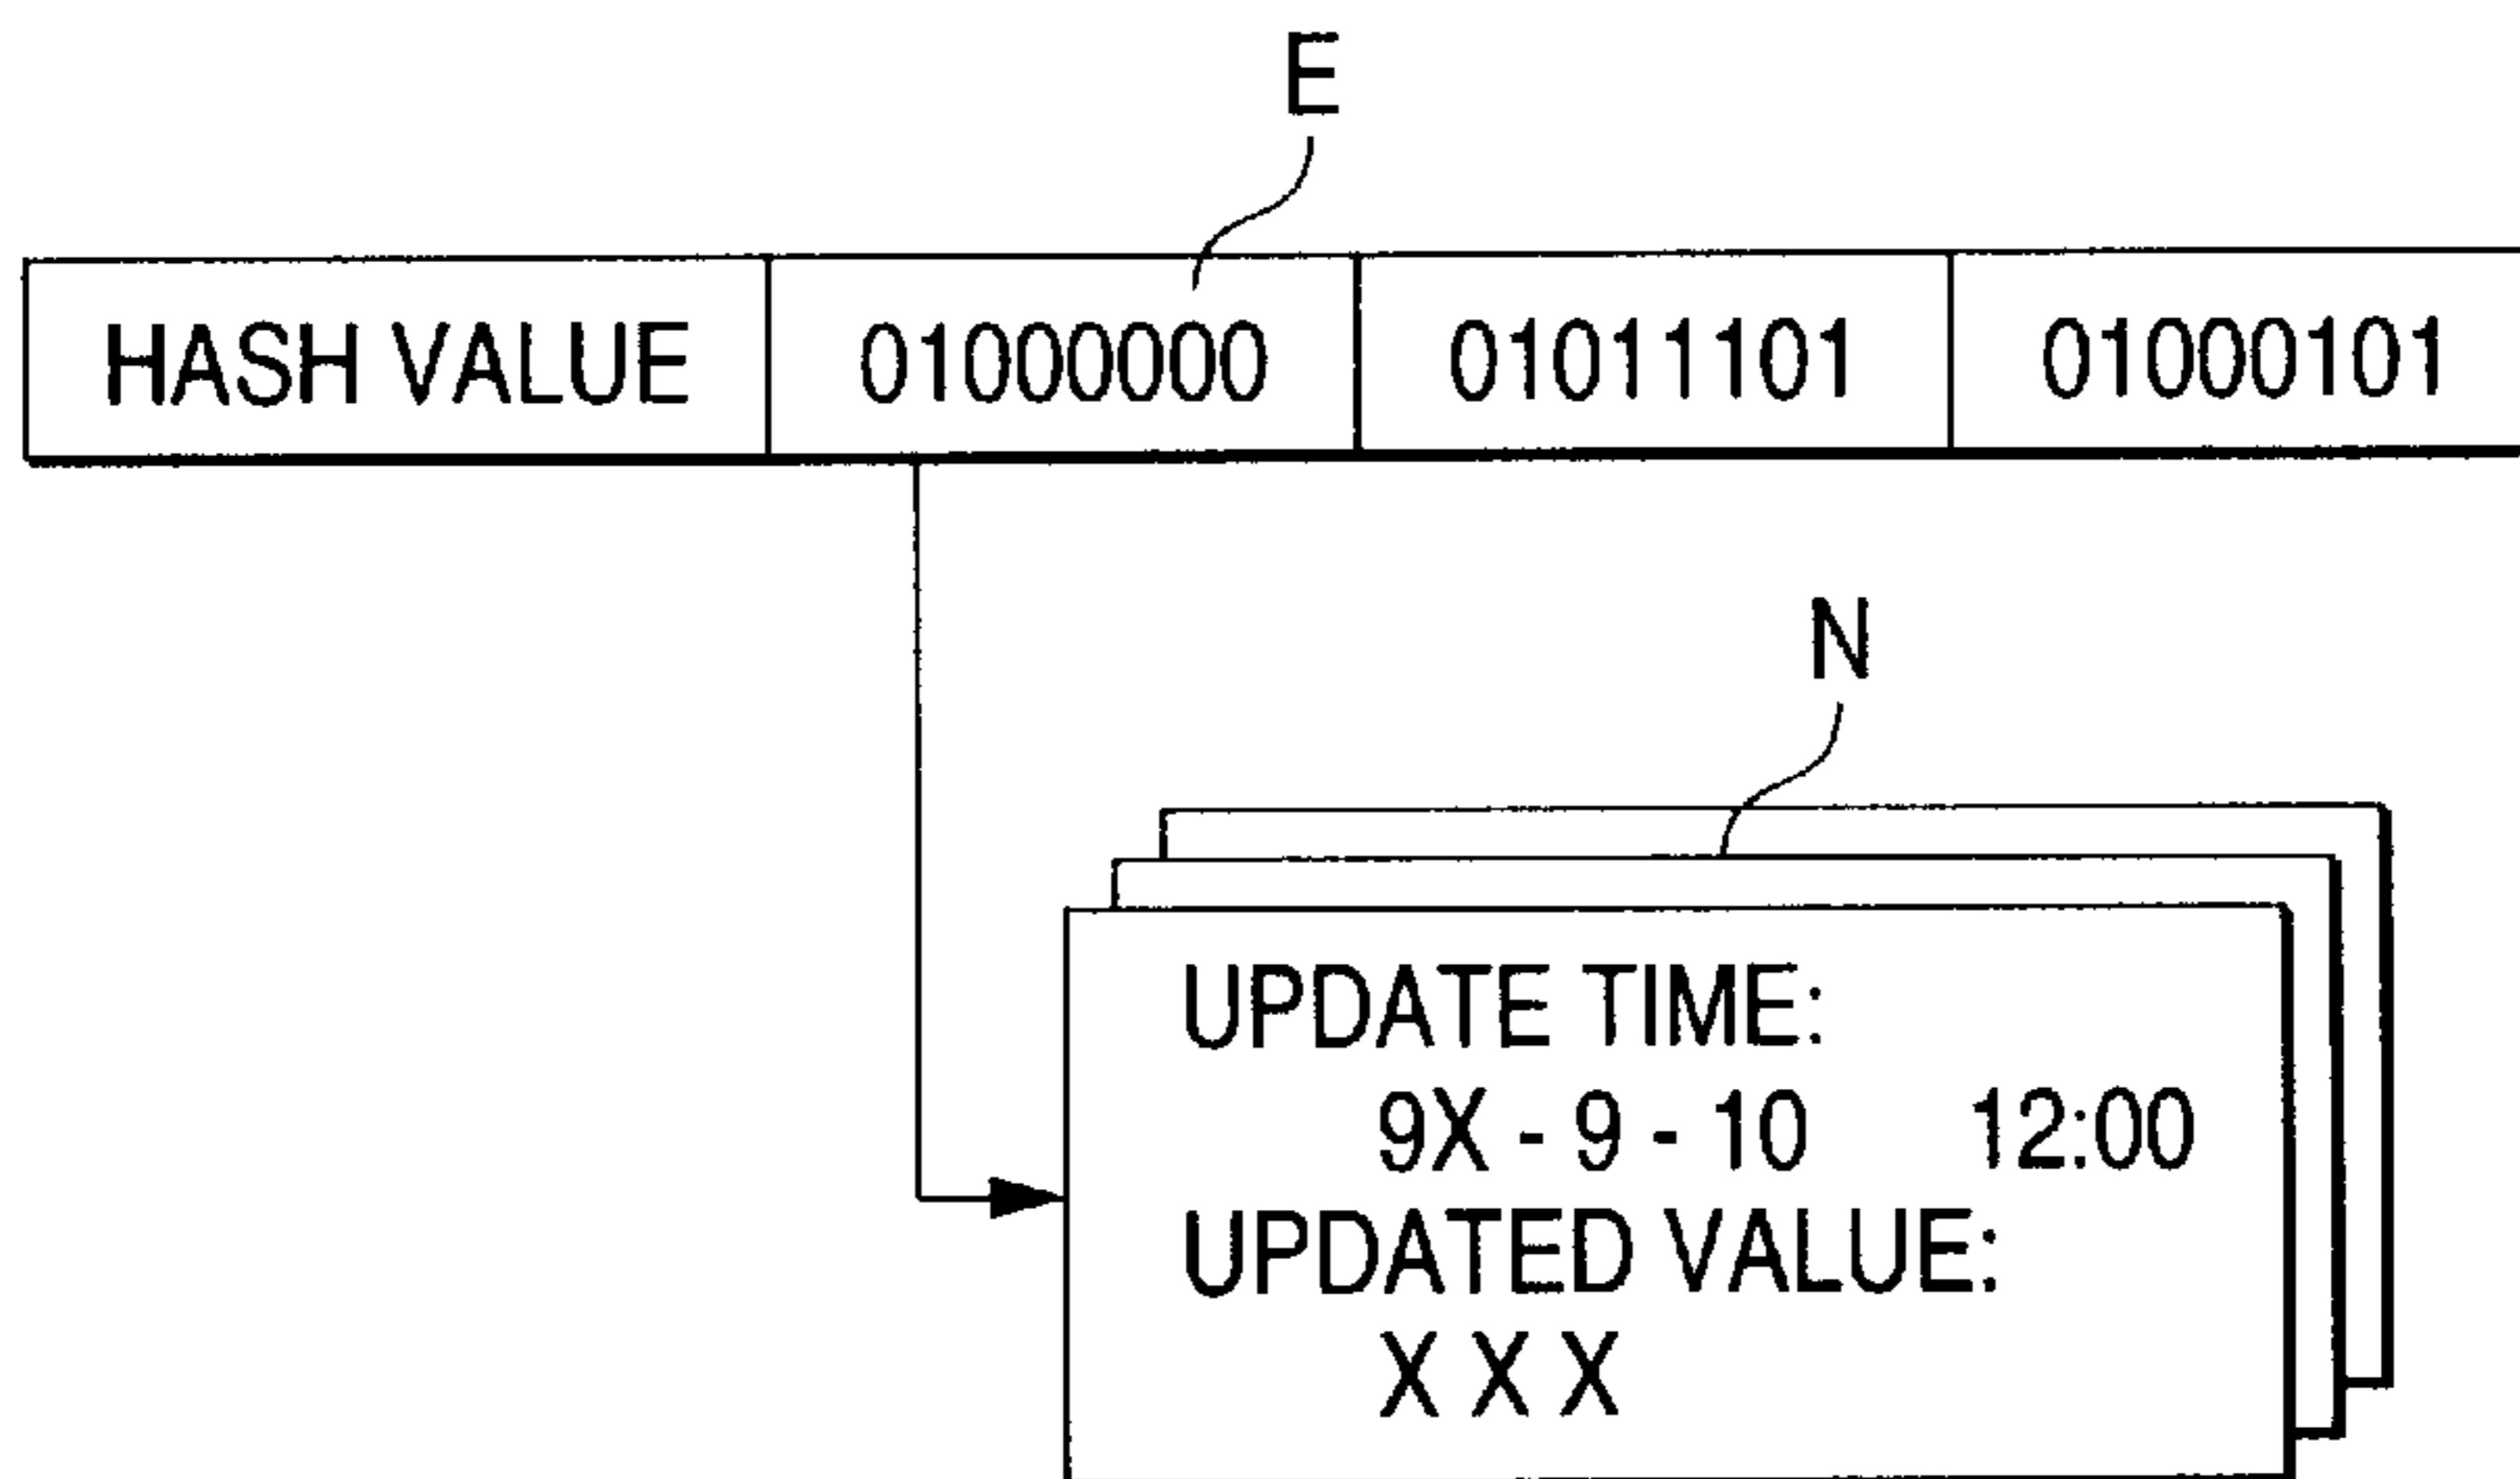 E
HASH VALUE 01000000 01011101 01000101
N
UPDATE TIME:
9X - 9 - 10 12:00
UPDATED VALUE:
X X X